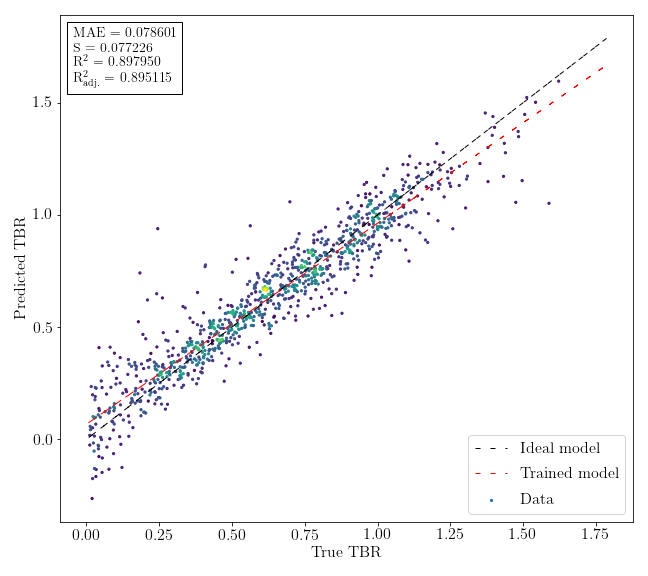 MAE = 0.078601
S = 0.077226
R² = 0.897950
R²adj. = 0.895115
Predicted TBR
1.5
1.0
0.5
0.0
Ideal model
Trained model
Data
0.00 0.25 0.50 0.75 1.00 1.25 1.50 1.75
True TBR